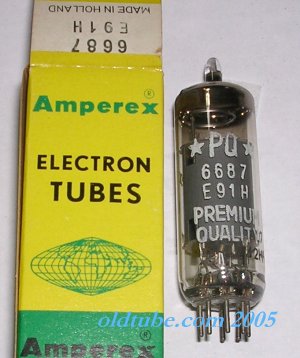 MADE IN HOLLAND
E91H
6687
Amperex®
ELECTRON
TUBES
Amperex®
★PQ★
6687
E91H
PREMIUM
QUALITY
oldtube.com 2005